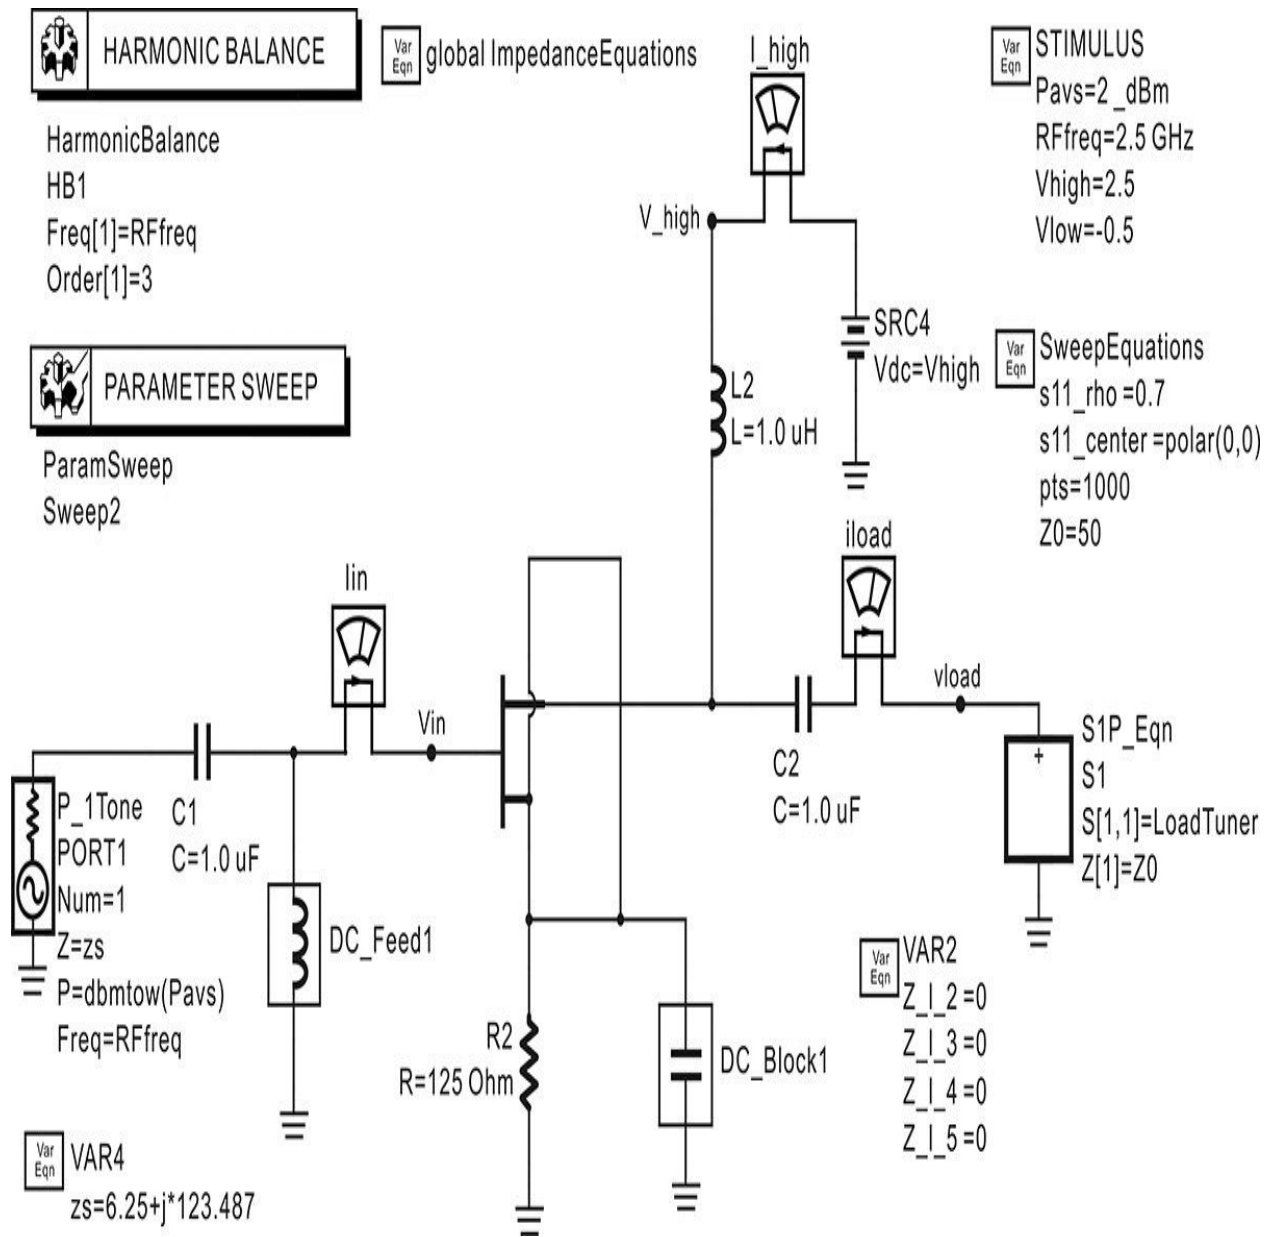 HARMONIC BALANCE
HarmonicBalance
HB1
Freq[1]=RFfreq
Order[1]=3
Var
Eqn
global ImpedanceEquations
I_high
Var
Eqn
STIMULUS
Pavs=2 _dBm
RFfreq=2.5 GHz
Vhigh=2.5
Vlow=-0.5
V_high
SRC4
Vdc=Vhigh
Var
Eqn
SweepEquations
s11_rho =0.7
s11_center =polar(0,0)
pts=1000
Z0=50
PARAMETER SWEEP
ParamSweep
Sweep2
L2
L=1.0 uH
Iin
iload
Vin
vload
P_1Tone
PORT1
Num=1
Z=zs
P=dbmtow(Pavs)
Freq=RFfreq
C1
C=1.0 uF
DC_Feed1
C2
C=1.0 uF
+
S1P_Eqn
S1
S[1,1]=LoadTuner
Z[1]=Z0
R2
R=125 Ohm
DC_Block1
Var
Eqn
VAR2
Z_l_2=0
Z_l_3=0
Z_l_4=0
Z_l_5=0
Var
Eqn
VAR4
zs=6.25+j*123.487